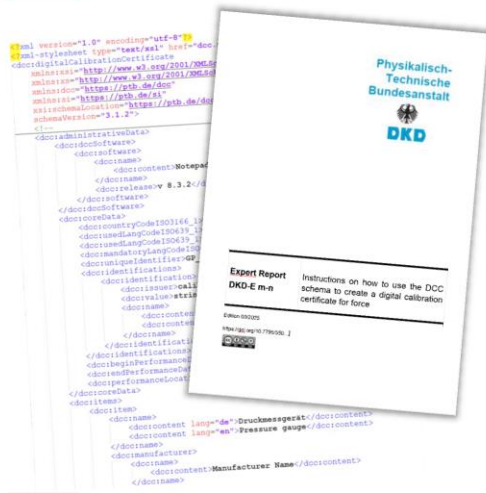 <?xml version="1.0" encoding="utf-8"?>
<?xml-stylesheet type="text/xsl" href="dcc.
<dcc:digitalCalibrationCertificate
xmlns:xsi="http://www.w3.org/2001/XMLSc
xmlns:xs="http://www.w3.org/2001/XMLSch
xmlns:dcc="https://ptb.de/dcc"
xmlns:si="https://ptb.de/si"
xsi:schemaLocation="https://ptb.de/dcc
schemaVersion="3.1.2">
<!--
<dcc:administrativeData>
<dcc:dccSoftware>
<dcc:software>
<dcc:name>
<dcc:content>Notepad
</dcc:name>
<dcc:release>v 8.3.2</d
</dcc:software>
</dcc:dccSoftware>
<dcc:coreData>
<dcc:countryCodeISO3166_1>
<dcc:usedLangCodeISO639_1>
<dcc:usedLangCodeISO639_1>
<dcc:mandatoryLangCodeISO
<dcc:uniqueIdentifier>GP_
<dcc:identifications>
<dcc:identification>
<dcc:issuer>cali
<dcc:value>strin
<dcc:name>
<dcc:conten
<dcc:conten
</dcc:name>
</dcc:identificati
</dcc:identifications>
<dcc:beginPerformanceDa
<dcc:endPerformanceDate
<dcc:performanceLocati
</dcc:coreData>
<dcc:items>
<dcc:item>
<dcc:name>
<dcc:content lang="de">Druckmessgerät</dcc:content>
<dcc:content lang="en">Pressure gauge</dcc:content>
</dcc:name>
<dcc:manufacturer>
<dcc:name>
<dcc:content>Manufacturer Name</dcc:content>
</dcc:name>
Physikalisch-
Technische
Bundesanstalt
DKD
Expert Report
DKD-E m-n
Instructions on how to use the DCC
schema to create a digital calibration
certificate for force